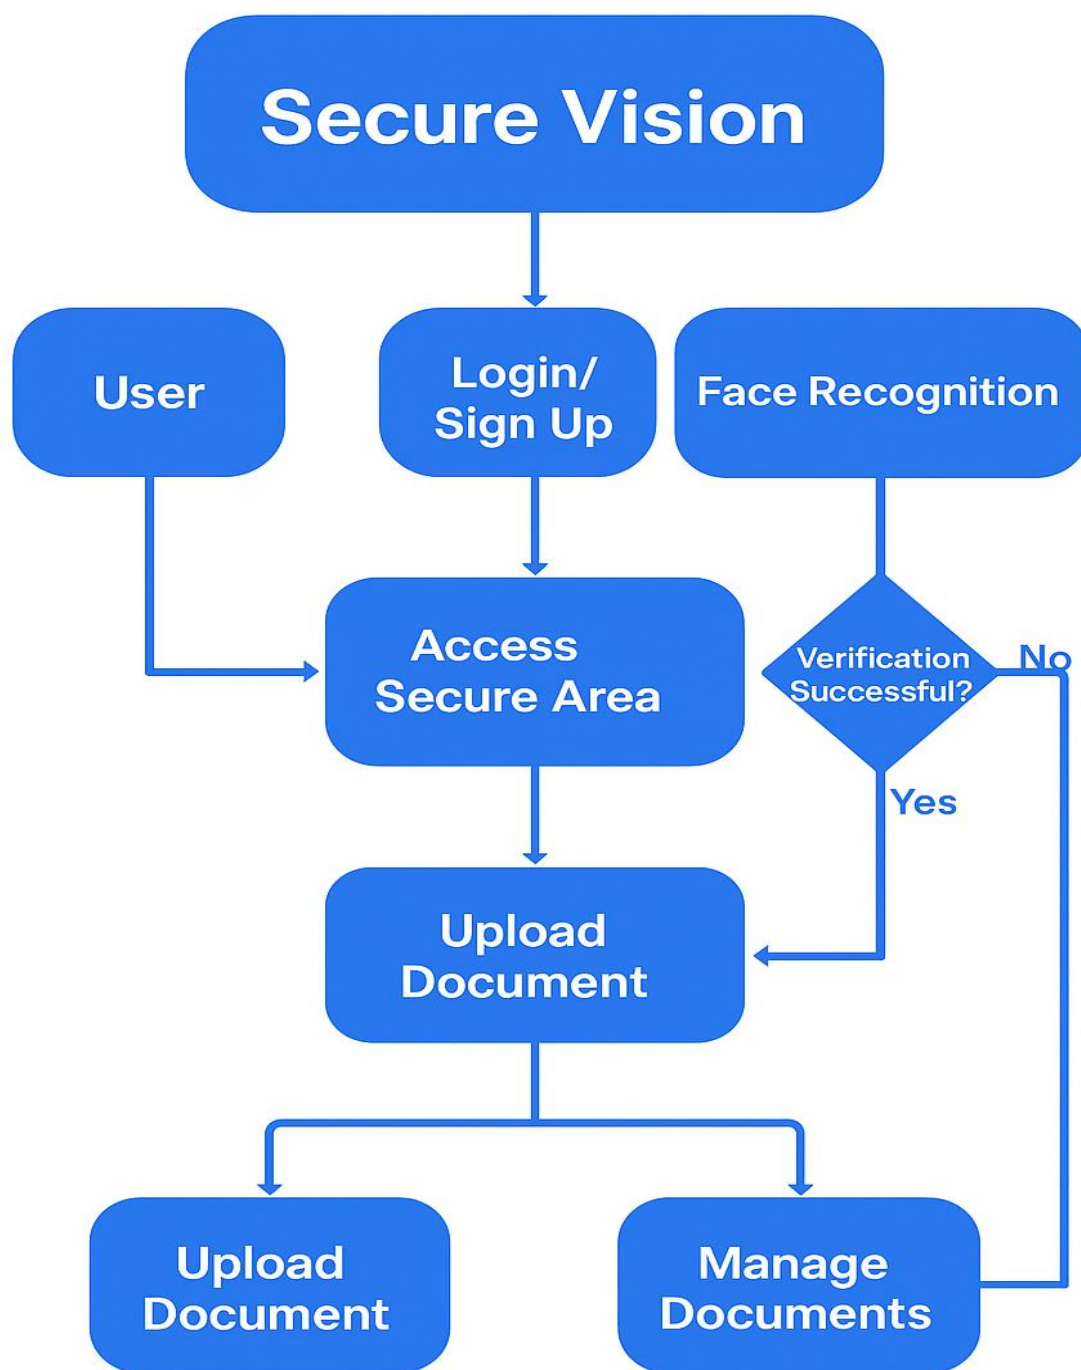 Secure Vision
User
Login/
Sign Up
Face Recognition
Access
Secure Area
Verification
Successful?
No
Yes
Upload
Document
Upload
Document
Manage
Documents